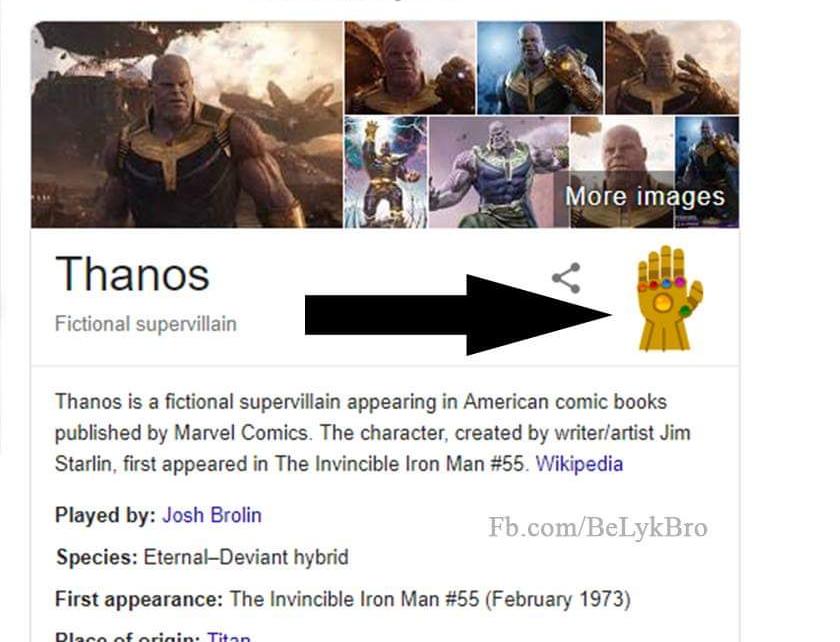 More images
Thanos
Fictional supervillain
Thanos is a fictional supervillain appearing in American comic books
published by Marvel Comics. The character, created by writer/artist Jim
Starlin, first appeared in The Invincible Iron Man #55. Wikipedia
Played by: Josh Brolin
Fb.com/BeLykBro
Species: Eternal–Deviant hybrid
First appearance: The Invincible Iron Man #55 (February 1973)
Place of origin: Titan